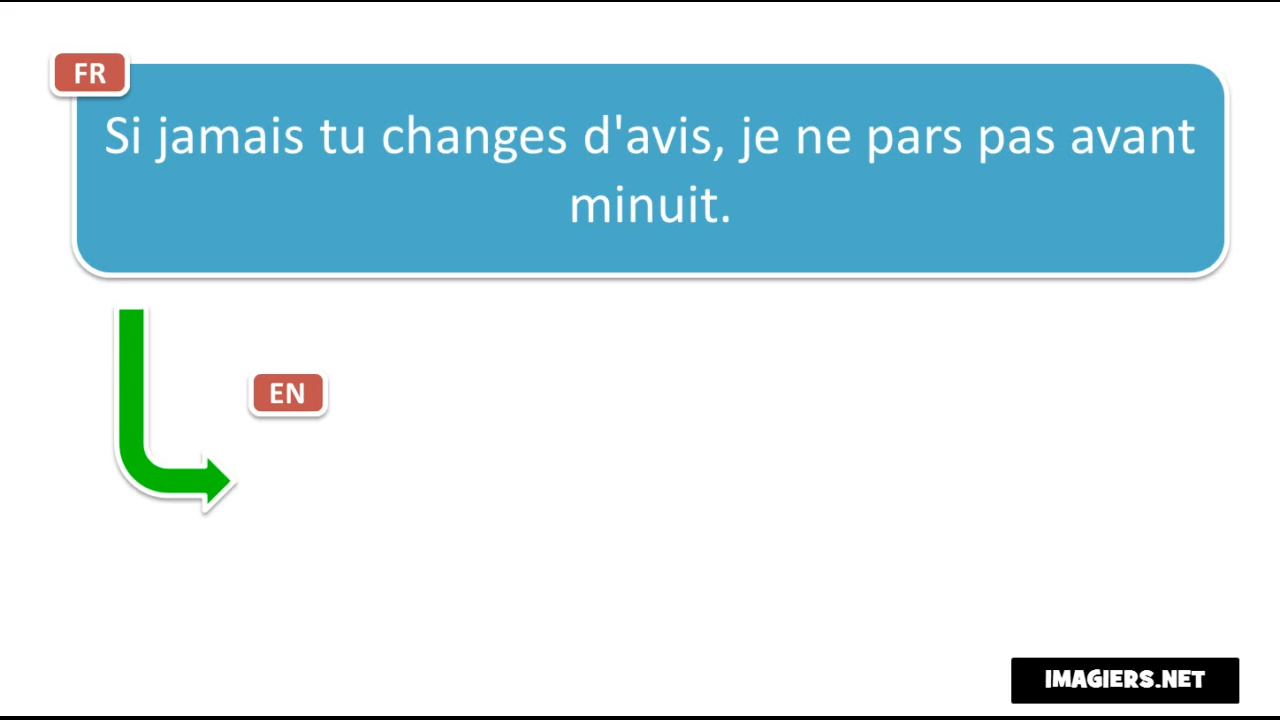 FR
Si jamais tu changes d'avis, je ne pars pas avant
minuit.
EN
IMAGIERS.NET